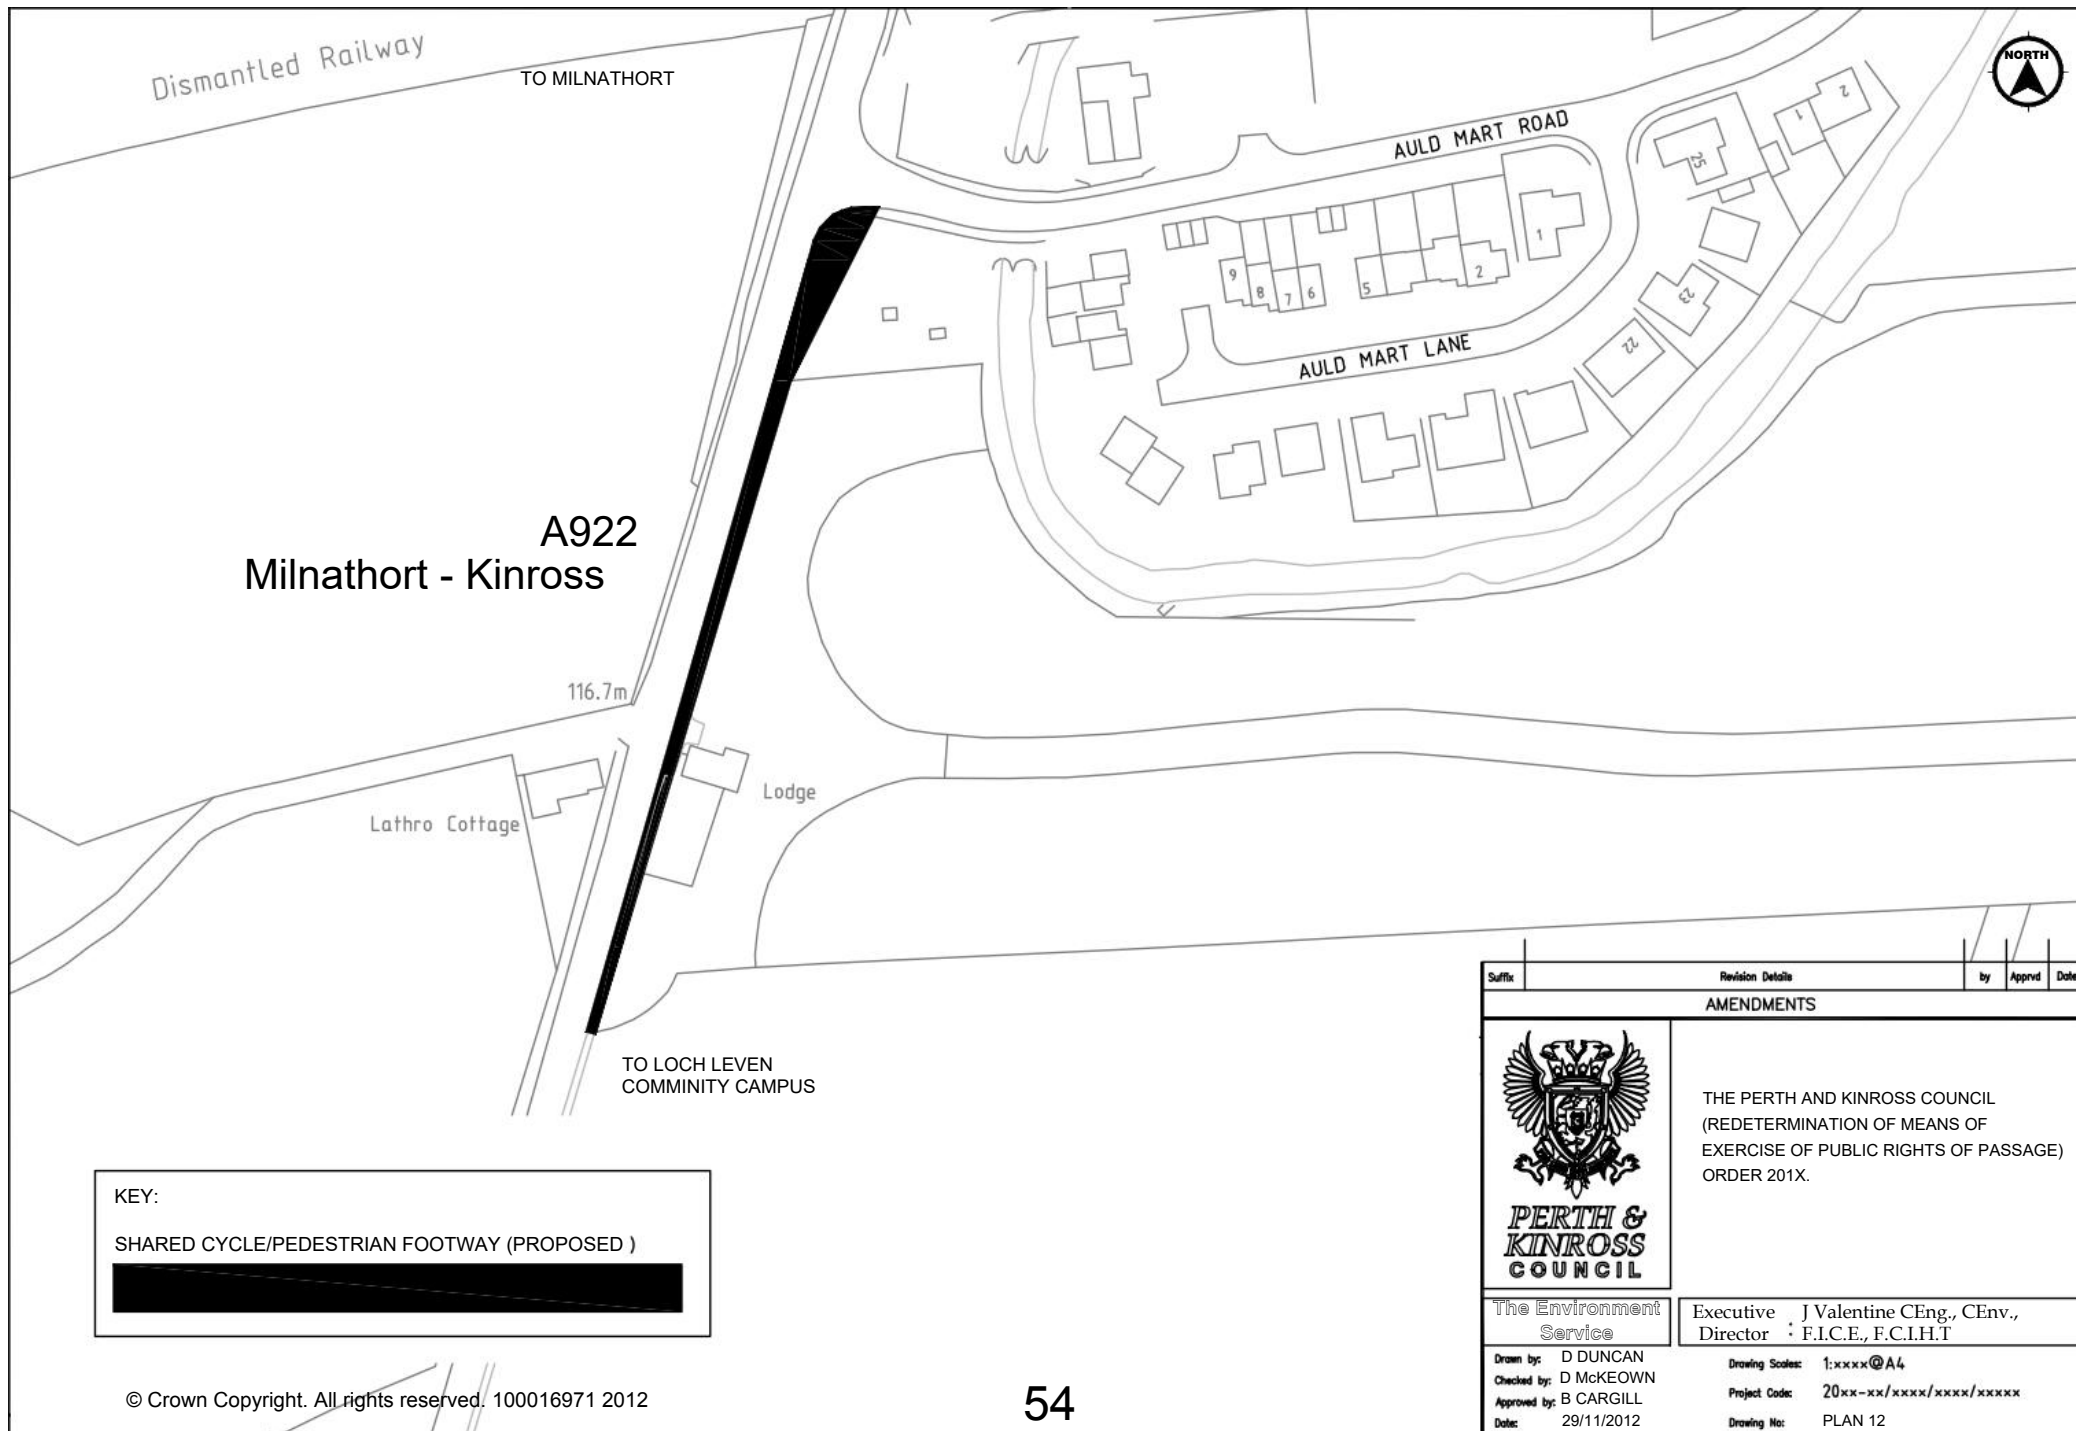 Dismantled Railway
TO MILNATHORT
NORTH
AULD MART ROAD
2
1
25
1
9
8
7
6
5
2
23
22
AULD MART LANE
A922
Milnathort - Kinross
116.7m
Lodge
Lathro Cottage
TO LOCH LEVEN
COMMINITY CAMPUS
KEY:
SHARED CYCLE/PEDESTRIAN FOOTWAY (PROPOSED )
© Crown Copyright. All rights reserved. 100016971 2012
54
Suffix Revision Details by Apprvd Date
AMENDMENTS
PERTH &
KINROSS
COUNCIL
THE PERTH AND KINROSS COUNCIL
(REDETERMINATION OF MEANS OF
EXERCISE OF PUBLIC RIGHTS OF PASSAGE)
ORDER 201X.
The Environment
Service
Executive Director : J Valentine CEng., CEnv.,
F.I.C.E., F.C.I.H.T
Drawn by: D DUNCAN
Checked by: D McKEOWN
Approved by: B CARGILL
Date: 29/11/2012
Drawing Scales: 1:xxxx@A4
Project Code: 20xx-xx/xxxx/xxxx/xxxxx
Drawing No: PLAN 12